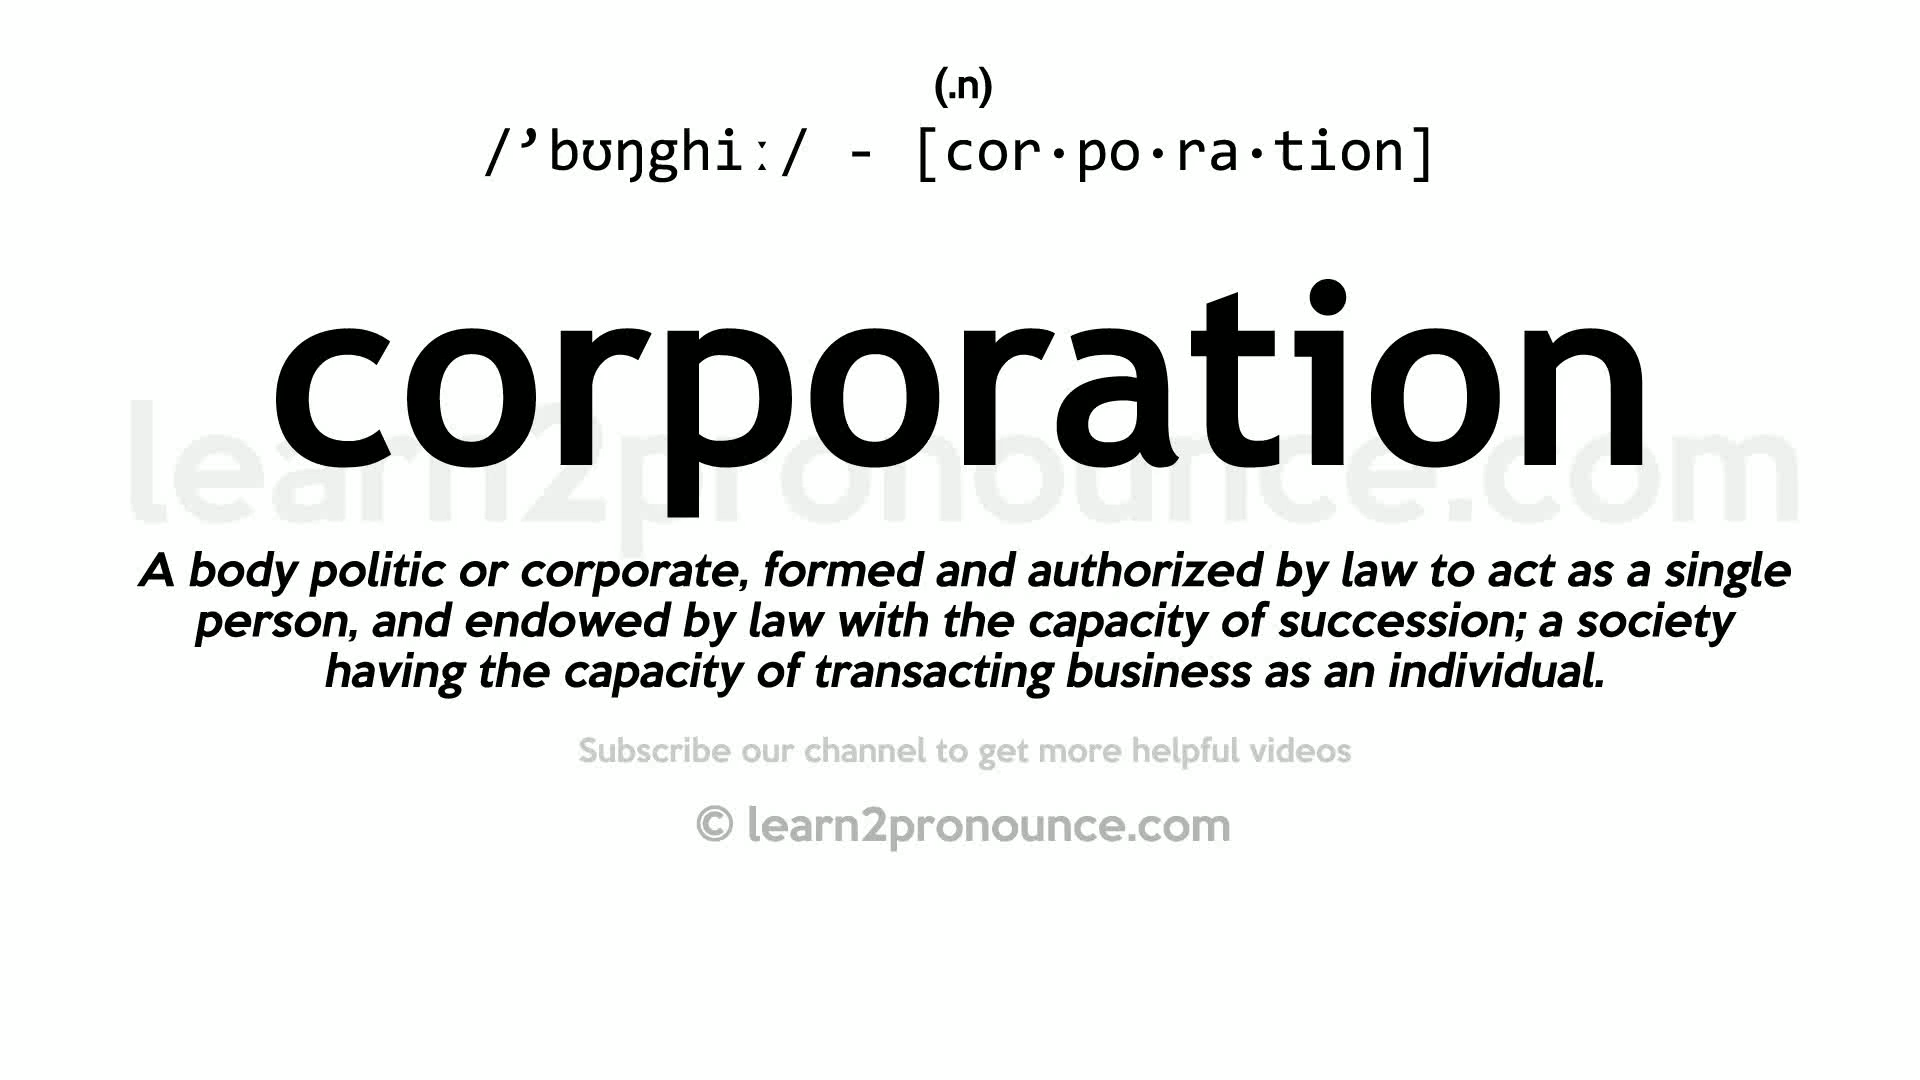 (.n)
/’bʊŋghiː/ - [cor·po·ra·tion]
corporation
learn2pronounce.com
A body politic or corporate, formed and authorized by law to act as a single
person, and endowed by law with the capacity of succession; a society
having the capacity of transacting business as an individual.
Subscribe our channel to get more helpful videos
© learn2pronounce.com